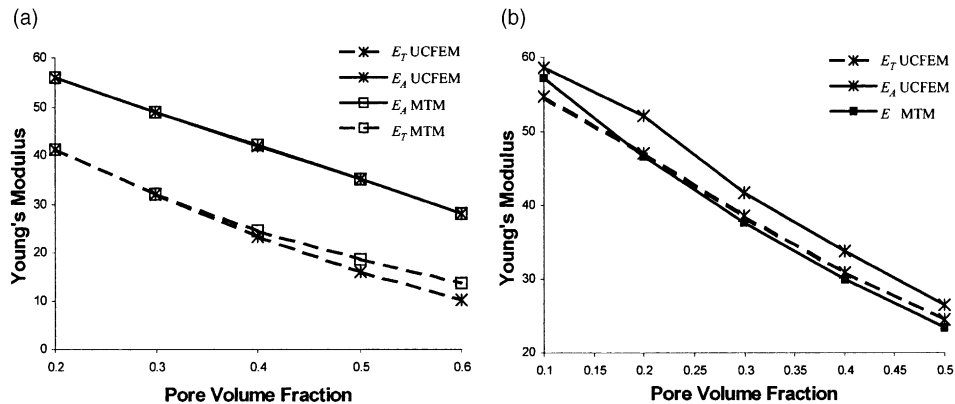 (a)
E_T UCFEM
E_A UCFEM
E_A MTM
E_T MTM
Young's Modulus
60
50
40
30
20
10
0
0.2 0.3 0.4 0.5 0.6
Pore Volume Fraction
(b)
E_T UCFEM
E_A UCFEM
E MTM
Young's Modulus
60
50
40
30
20
0.1 0.15 0.2 0.25 0.3 0.35 0.4 0.45 0.5
Pore Volume Fraction